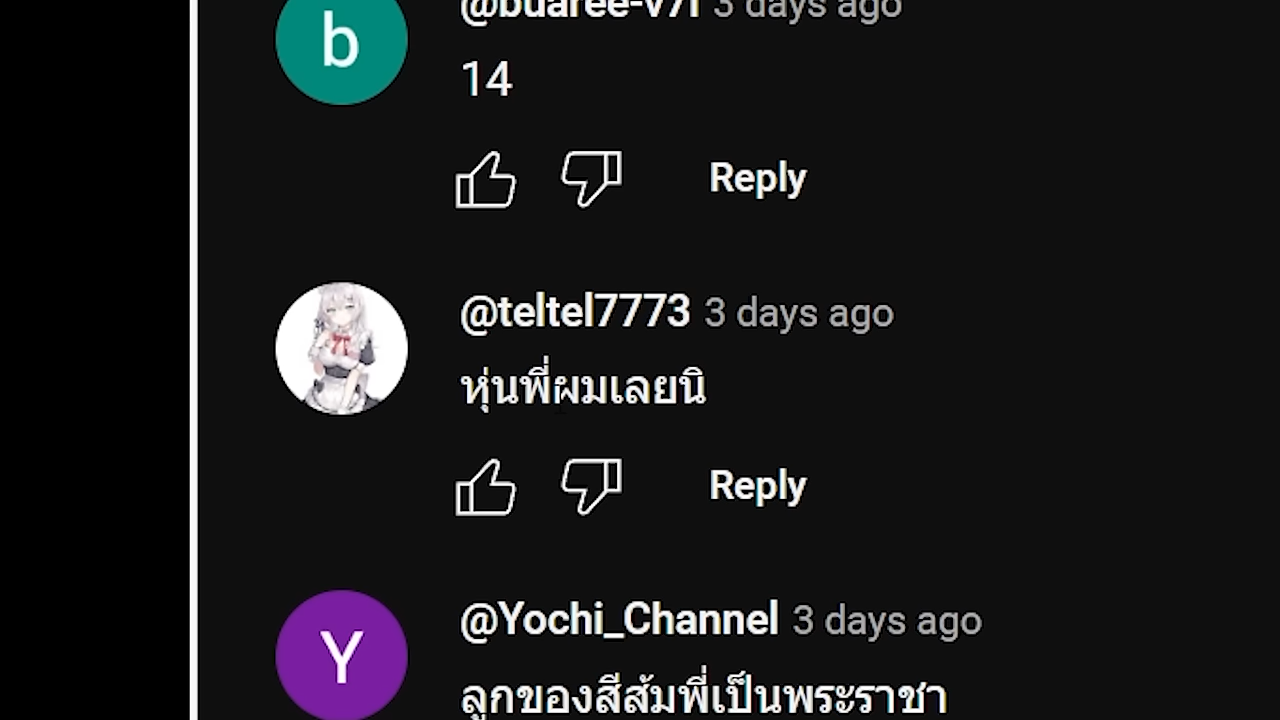 @buaree-v7l 3 days ago
14
Reply
@teltel7773 3 days ago
หุ่นพี่ผมเลยนิ
Reply
@Yochi_Channel 3 days ago
ลูกของสีส้มพี่เป็นพระราชา
b
Y